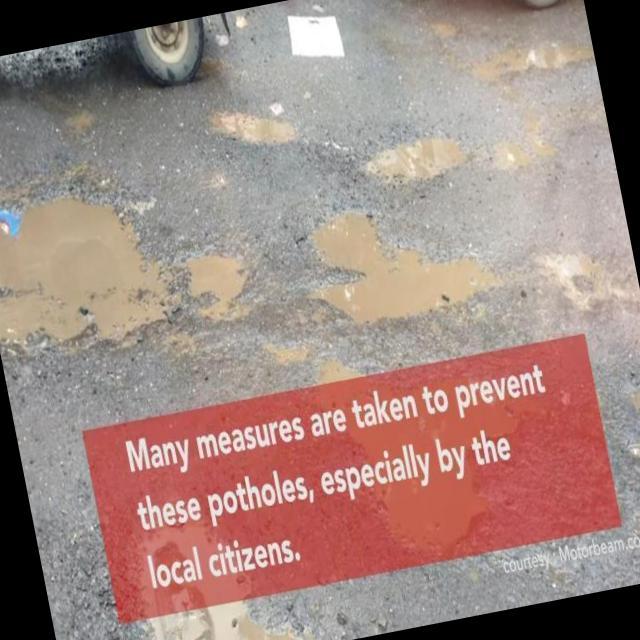 Many measures are taken to prevent
these potholes, especially by the
local citizens.
courtesy: Motorbeam.co